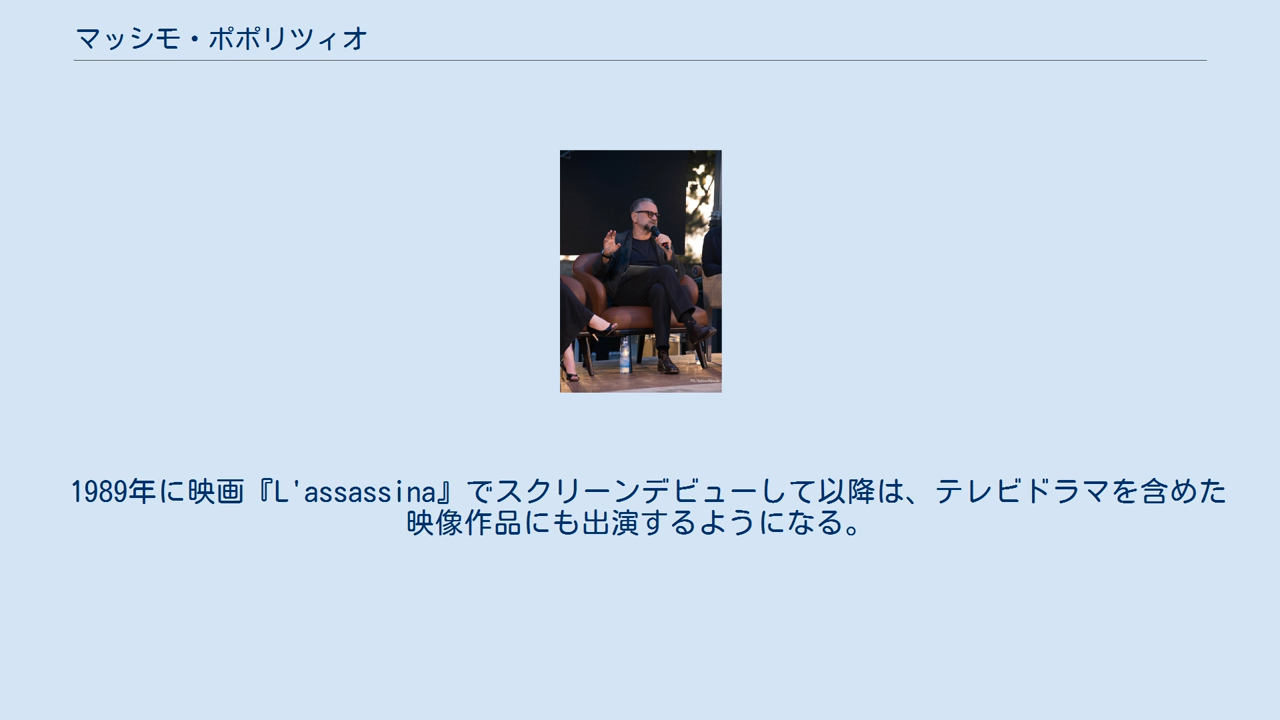 マッシモ・ポポリツィオ
1989年に映画『L'assassina』でスクリーンデビューして以降は、テレビドラマを含めた
映像作品にも出演するようになる。